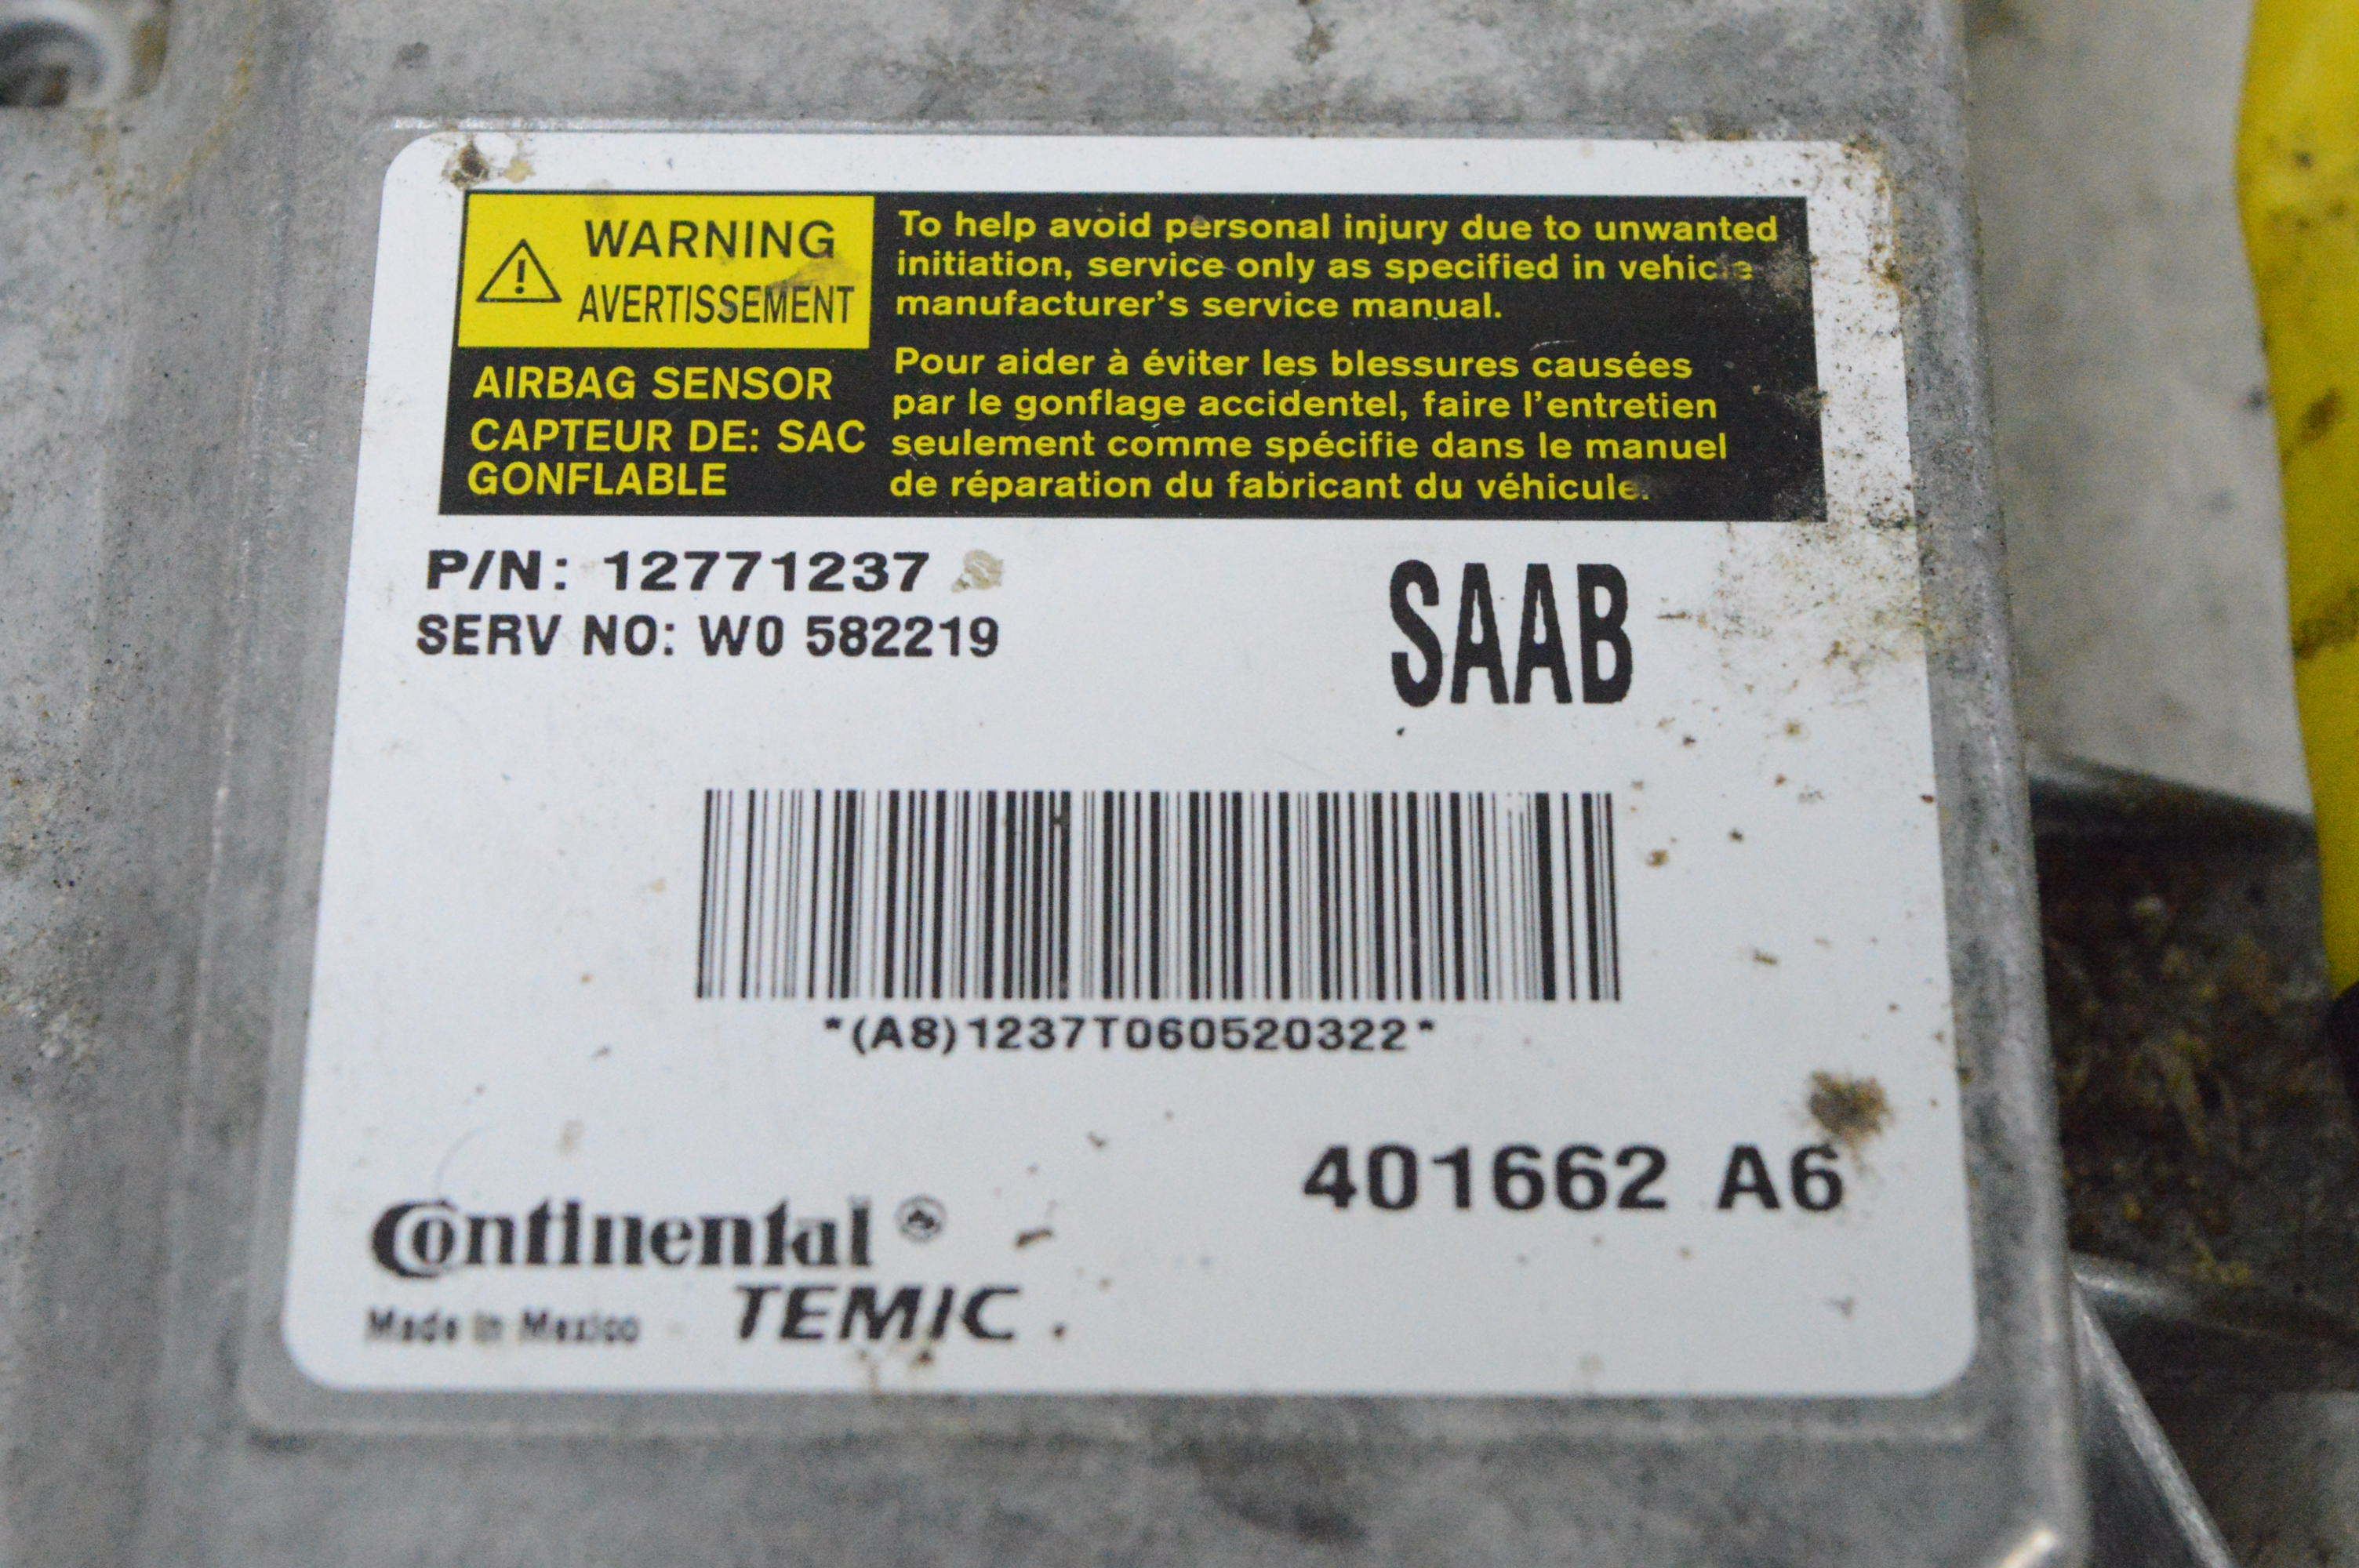 WARNING
AVERTISSEMENT
AIRBAG SENSOR
CAPTEUR DE: SAC
GONFLABLE
To help avoid personal injury due to unwanted
initiation, service only as specified in vehicle
manufacturer's service manual.
Pour aider à éviter les blessures causées
par le gonflage accidentel, faire l'entretien
seulement comme spécifie dans le manuel
de réparation du fabricant du véhicule.
P/N: 12771237
SERV NO: W0 582219
SAAB
*(A8)1237T060520322*
401662 A6
Continental
TEMIC
Made in Mexico